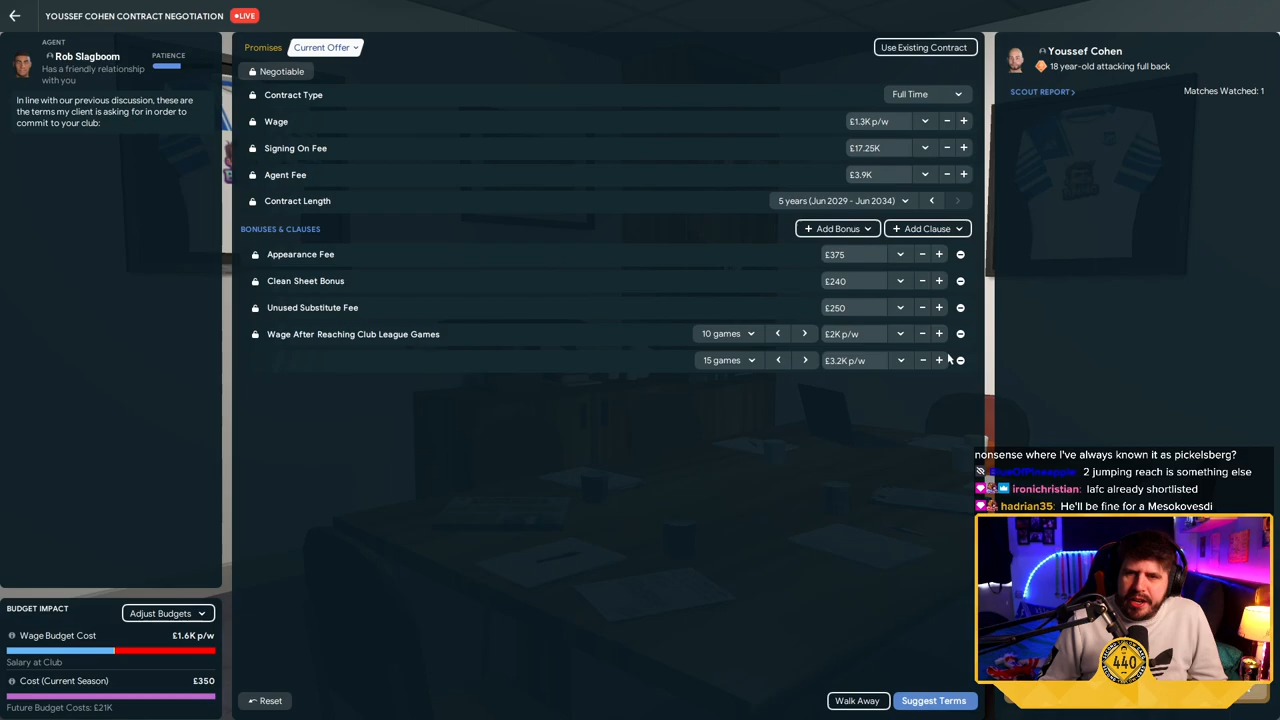 YOUSSEF COHEN CONTRACT NEGOTIATION
LIVE
AGENT
Rob Slagboom
Has a friendly relationship
with you
PATIENCE
In line with our previous discussion, these are
the terms my client is asking for in order to
commit to your club:
Promises
Current Offer
Use Existing Contract
Negotiable
Contract Type
Full Time
Wage
£1.3K p/w
Signing On Fee
£17.25K
Agent Fee
£3.9K
Contract Length
5 years (Jun 2029 - Jun 2034)
BONUSES & CLAUSES
Add Bonus
Add Clause
Appearance Fee
£375
Clean Sheet Bonus
£240
Unused Substitute Fee
£250
Wage After Reaching Club League Games
10 games
£2K p/w
15 games
£3.2K p/w
Youssef Cohen
18 year-old attacking full back
SCOUT REPORT
Matches Watched: 1
nonsense where I've always known it as pickelsberg?
2 jumping reach is something else
ironichristian: lafc already shortlisted
hadrian35: He'll be fine for a Mesokovesdi
440
BUDGET IMPACT
Adjust Budgets
Wage Budget Cost
£1.6K p/w
Salary at Club
Cost (Current Season)
£350
Future Budget Costs: £21K
Reset
Walk Away
Suggest Terms